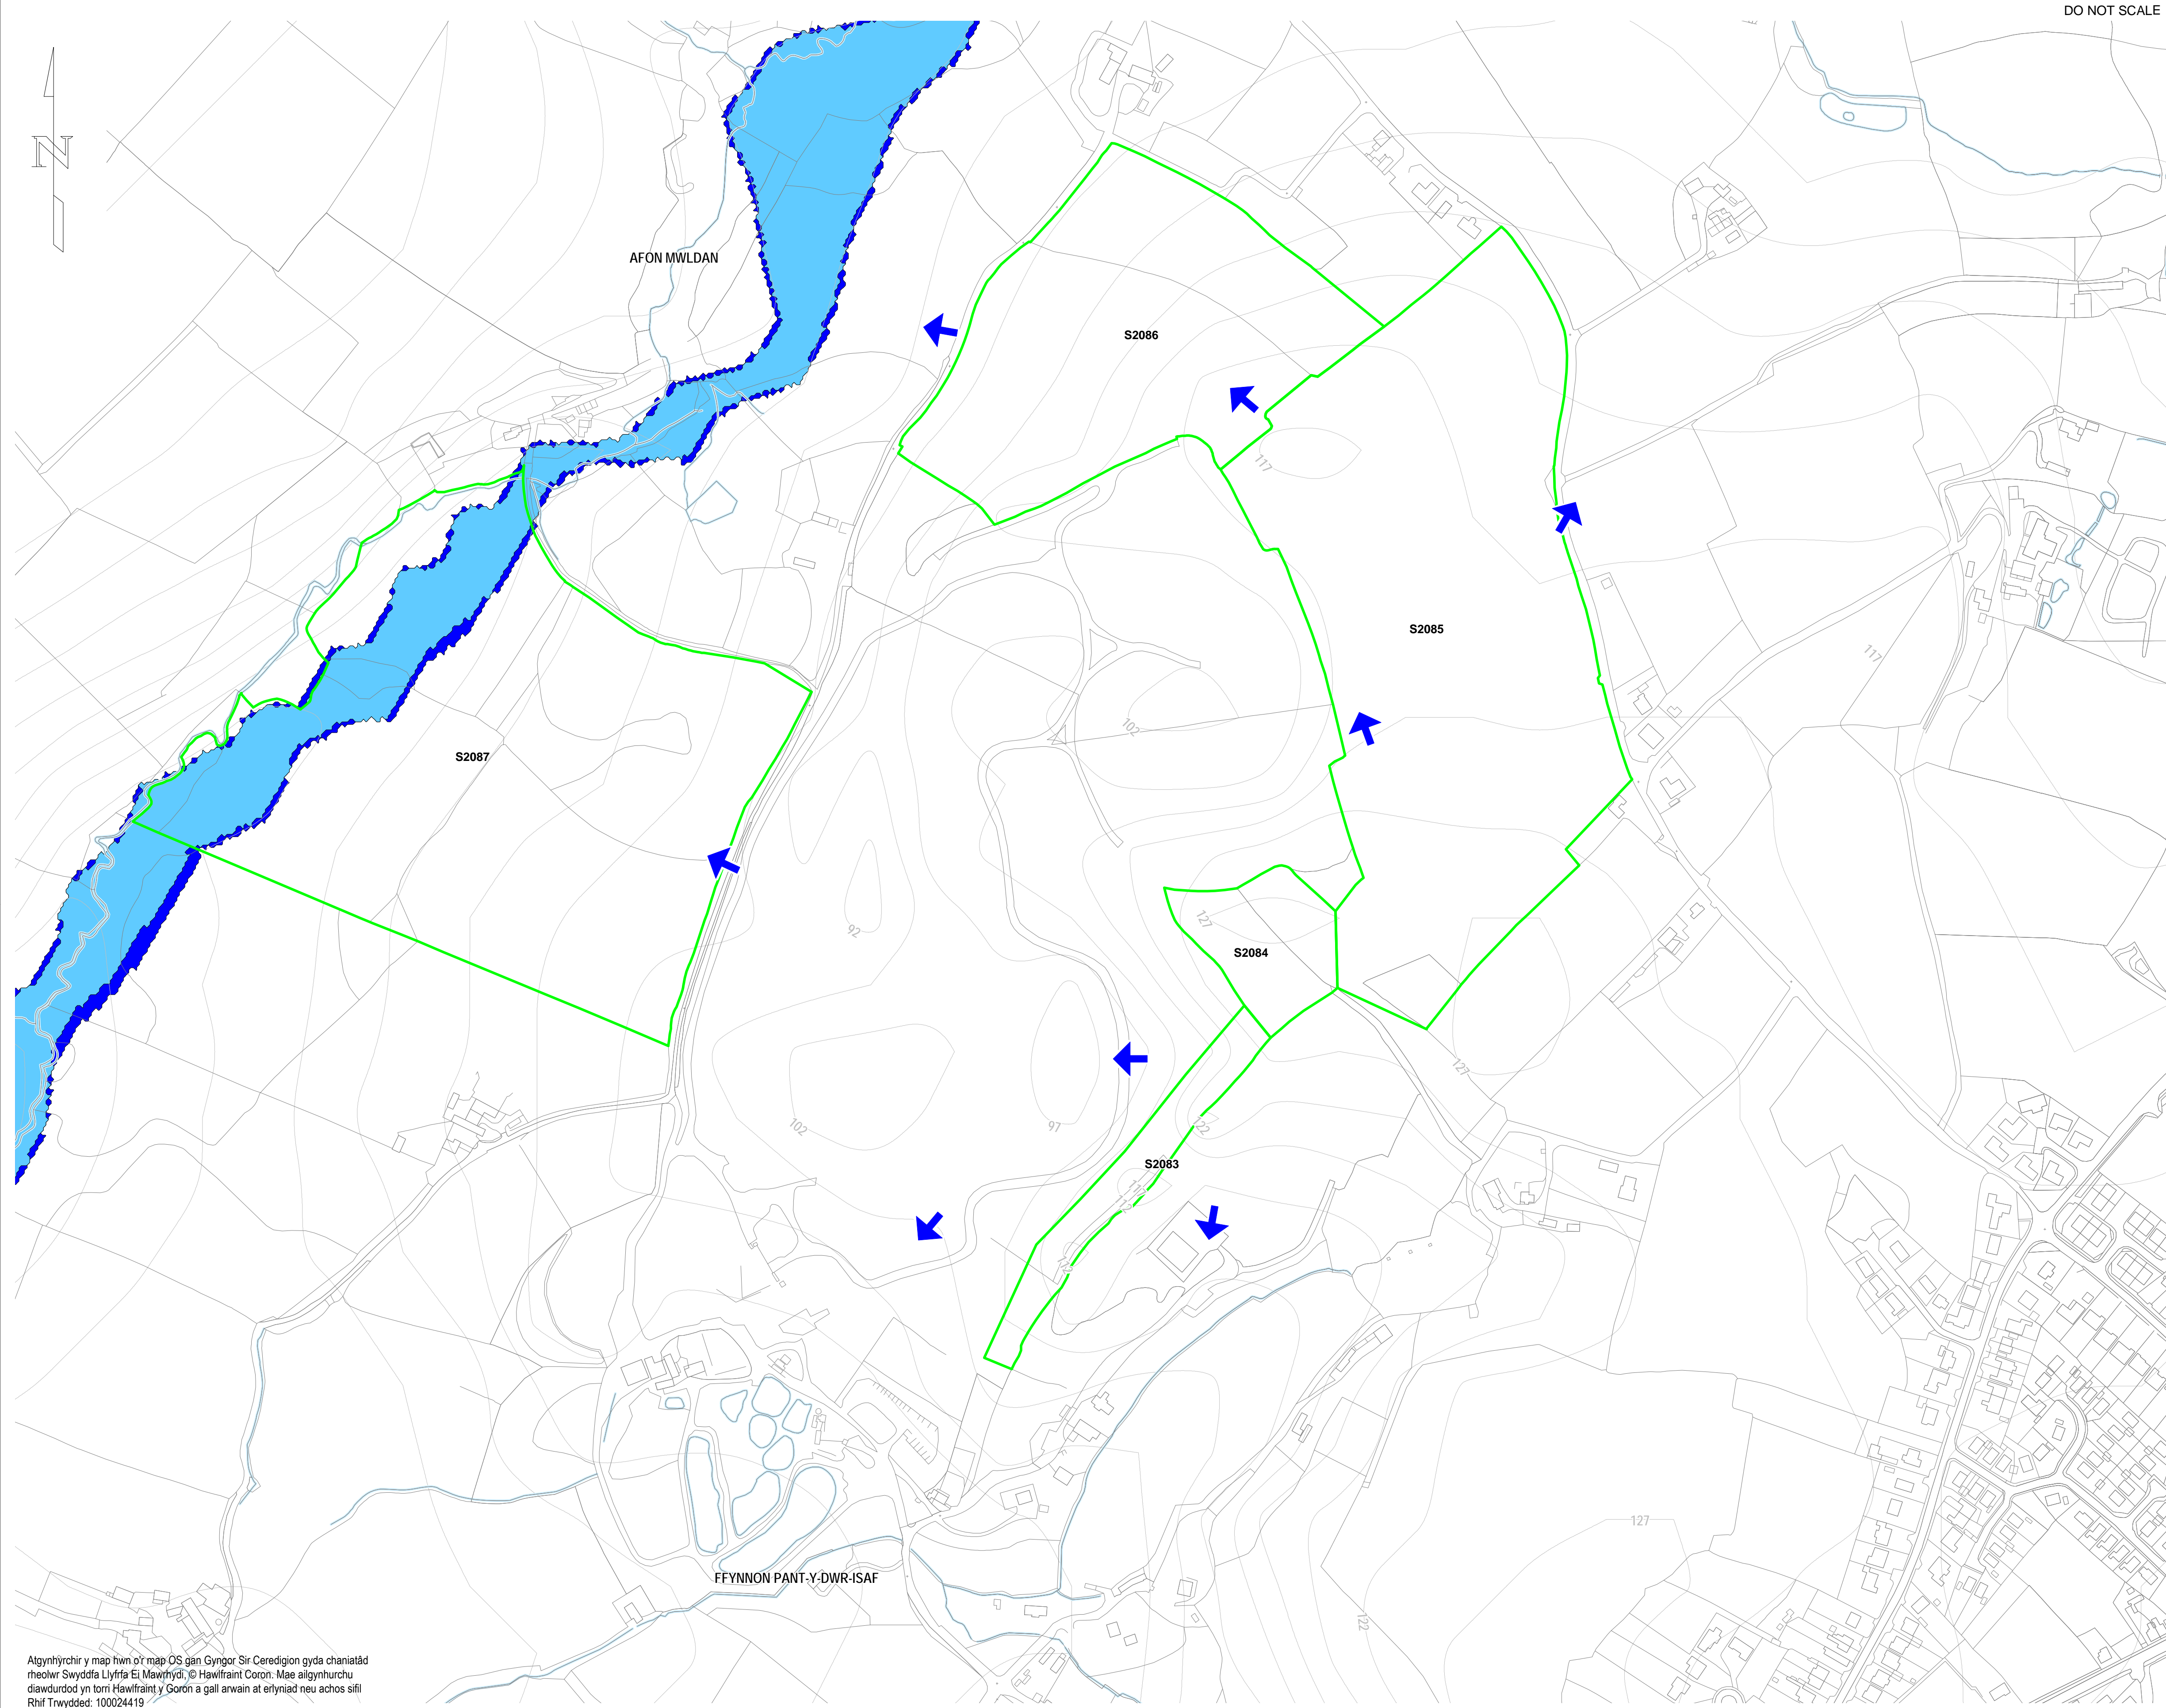 DO NOT SCALE
N
AFON MWLDAN
S2086
117
S2085
117
S2087
102
127
92
S2084
127
102
97
122
S2083
112
127
122
FFYNNON PANT-Y-DWR-ISAF
Atgynhyrchir y map hwn o'r map OS gan Gyngor Sir Ceredigion gyda chaniatâd
rheolwr Swyddfa Llyfrfa Ei Mawrhydi, © Hawlfraint Coron. Mae ailgynhurchu
diawdurdod yn torri Hawlfraint y Goron a gall arwain at erlyniad neu achos sifil
Rhif Trwydded: 100024419